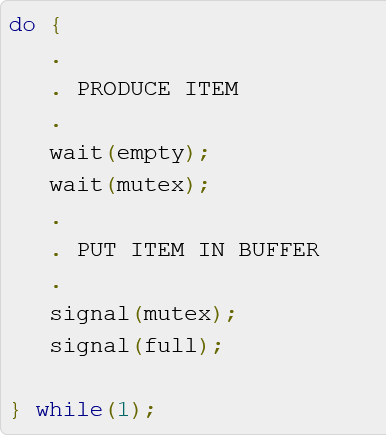 do {
   .
   . PRODUCE ITEM
   .
   wait(empty);
   wait(mutex);
   .
   . PUT ITEM IN BUFFER
   .
   signal(mutex);
   signal(full);
} while(1);